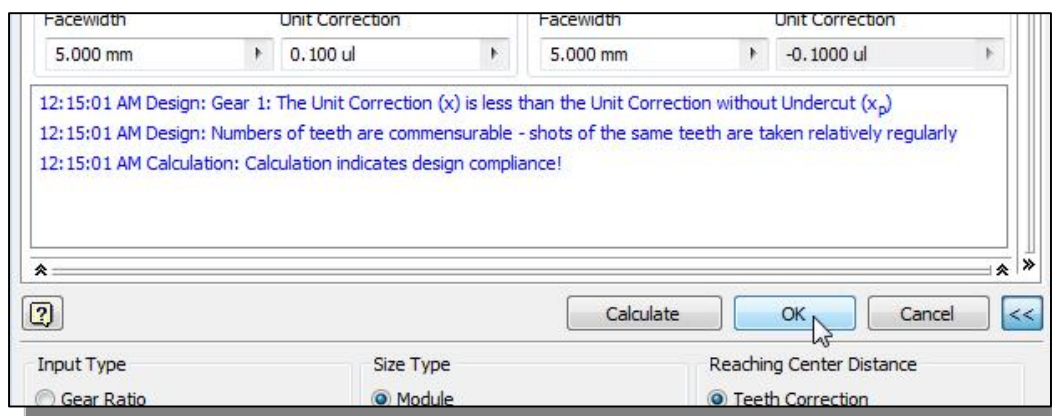 Facewidth Unit Correction Facewidth Unit Correction
5.000 mm 0.100 ul 5.000 mm -0.1000 ul
12:15:01 AM Design: Gear 1: The Unit Correction (x) is less than the Unit Correction without Undercut (xp)
12:15:01 AM Design: Numbers of teeth are commensurable - shots of the same teeth are taken relatively regularly
12:15:01 AM Calculation: Calculation indicates design compliance!
? Calculate OK Cancel <<
Input Type Size Type Reaching Center Distance
Gear Ratio Module Teeth Correction